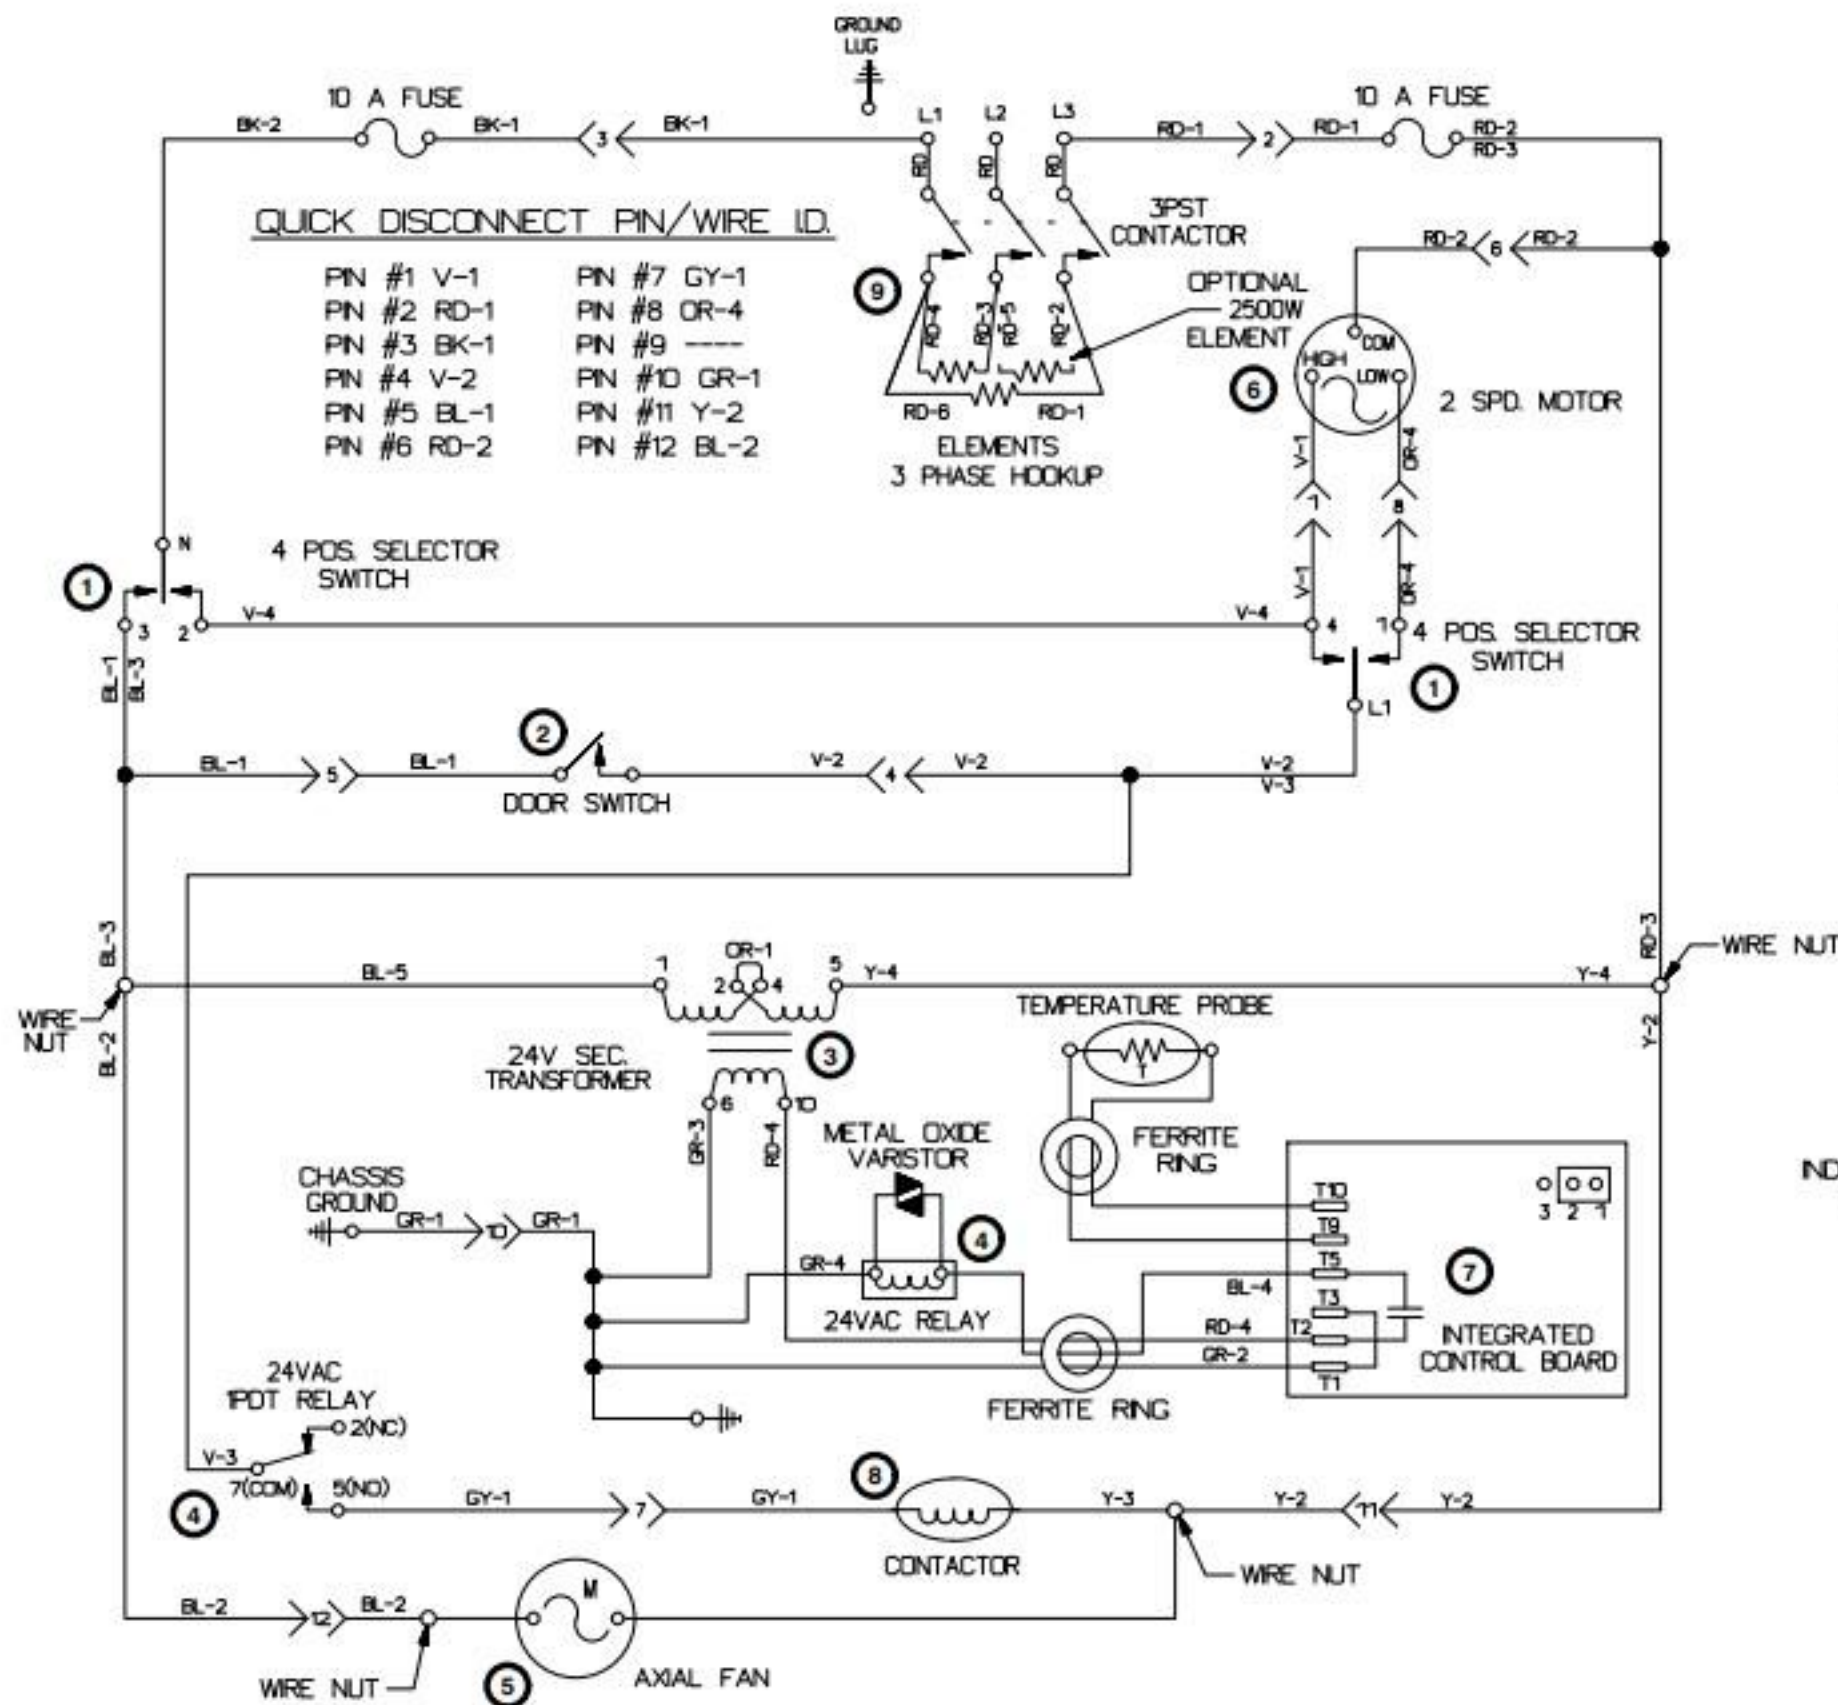 GROUND
LUG
10 A FUSE
10 A FUSE
BK-2
BK-1
3
BK-1
L1
L2
L3
RD-1
2
RD-1
RD-2
RD-3
RD
RD
RD
QUICK DISCONNECT PIN/WIRE I.D.
PIN #1 V-1
PIN #7 GY-1
PIN #2 RD-1
PIN #8 OR-4
PIN #3 BK-1
PIN #9 ----
PIN #4 V-2
PIN #10 GR-1
PIN #5 BL-1
PIN #11 Y-2
PIN #6 RD-2
PIN #12 BL-2
3PST
CONTACTOR
RD-2
6
RD-2
9
OPTIONAL
2500W
ELEMENT
RD-4
RD-3
RD-5
RD-2
RD-6
RD-1
ELEMENTS
3 PHASE HOOKUP
COM
HIGH
LOW
6
2 SPD. MOTOR
V-1
OR-4
1
8
V-1
OR-4
N
4 POS. SELECTOR
SWITCH
1
3
2
V-4
V-4
4
1
4 POS. SELECTOR
SWITCH
1
L1
BL-1
BL-3
2
BL-1
5
BL-1
V-2
4
V-2
V-2
V-3
DOOR SWITCH
BL-3
RD-3
WIRE NUT
BL-5
1
OR-1
2
4
5
Y-4
Y-4
WIRE
NUT
BL-2
Y-2
24V SEC.
TRANSFORMER
3
6
10
GR-3
RD-4
TEMPERATURE PROBE
T
FERRITE
RING
METAL OXIDE
VARISTOR
CHASSIS
GROUND
GR-1
10
GR-1
GR-4
4
24VAC RELAY
T10
T9
T5
T3
T2
T1
3 2 1
7
BL-4
RD-4
GR-2
INTEGRATED
CONTROL BOARD
IND
FERRITE RING
24VAC
1PDT RELAY
2(NC)
V-3
7(COM)
5(NO)
4
GY-1
7
GY-1
8
CONTACTOR
Y-3
Y-2
11
Y-2
WIRE NUT
BL-2
12
BL-2
M
WIRE NUT
5
AXIAL FAN